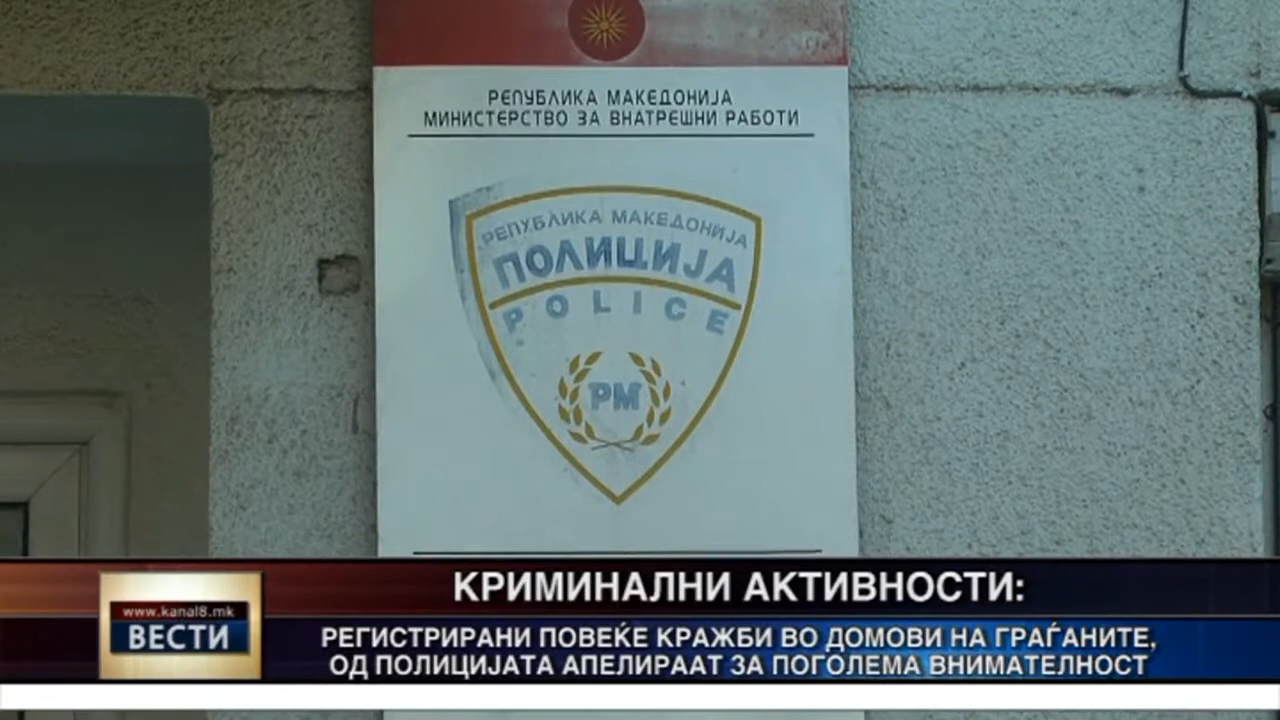 РЕПУБЛИКА МАКЕДОНИЈА
МИНИСТЕРСТВО ЗА ВНАТРЕШНИ РАБОТИ
РЕПУБЛИКА МАКЕДОНИЈА
ПОЛИЦИЈА
POLICE
РМ
КРИМИНАЛНИ АКТИВНОСТИ:
www.kanal8.mk
ВЕСТИ
РЕГИСТРИРАНИ ПОВЕЌЕ КРАЖБИ ВО ДОМОВИ НА ГРАЃАНИТЕ,
ОД ПОЛИЦИЈАТА АПЕЛИРААТ ЗА ПОГОЛЕМА ВНИМАТЕЛНОСТ